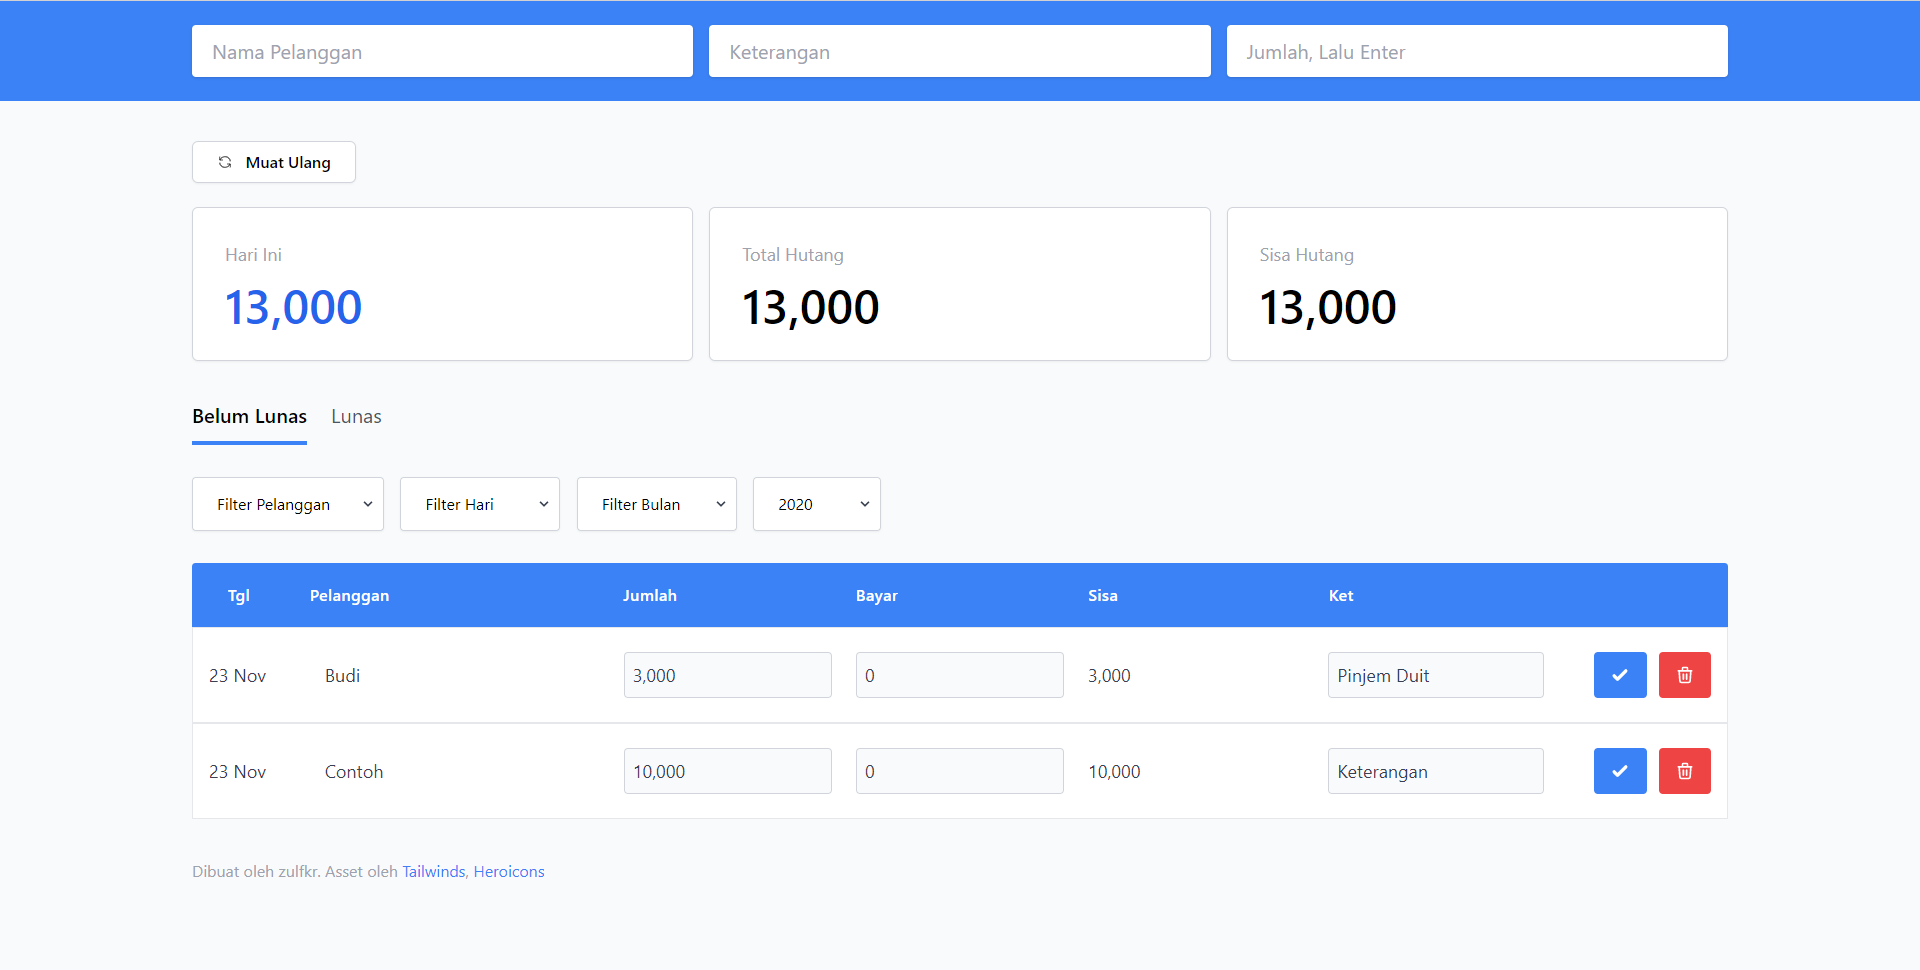 Nama Pelanggan Keterangan Jumlah, Lalu Enter
Muat Ulang
Hari Ini Total Hutang Sisa Hutang
13,000 13,000 13,000
Belum Lunas Lunas
Filter Pelanggan Filter Hari Filter Bulan 2020
Tgl Pelanggan Jumlah Bayar Sisa Ket
23 Nov Budi 3,000 0 3,000 Pinjem Duit
23 Nov Contoh 10,000 0 10,000 Keterangan
Dibuat oleh zulfkr. Asset oleh Tailwinds, Heroicons